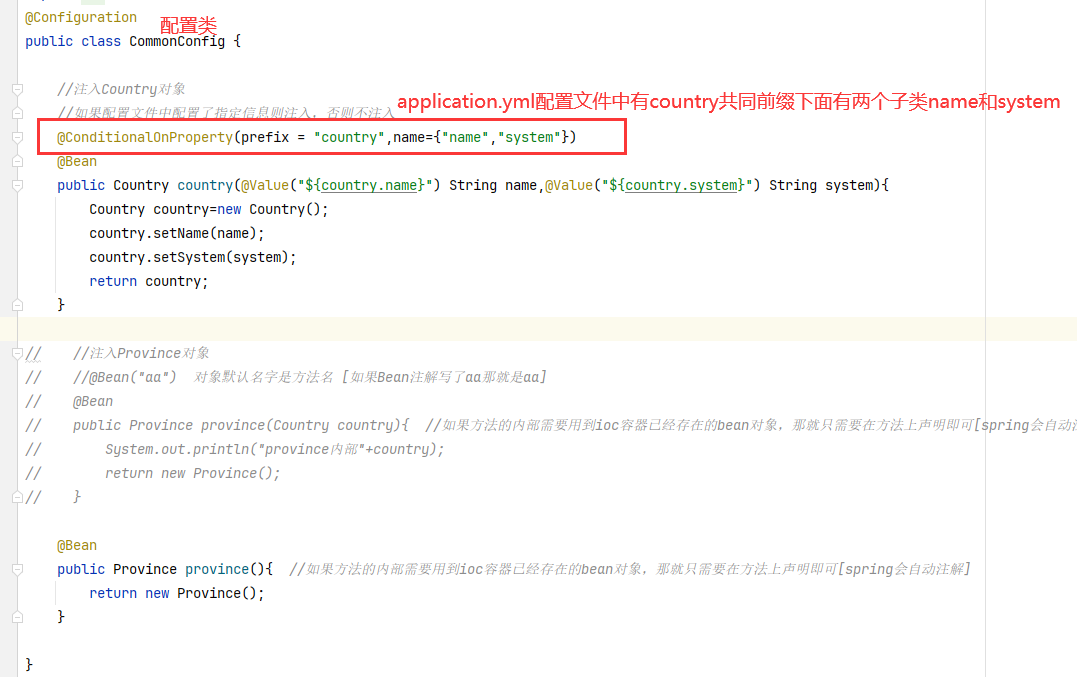 @Configuration
配置类
public class CommonConfig {
//注入Country对象
//如果配置文件中配置了指定信息则注入，否则不注入
application.yml配置文件中有country共同前缀下面有两个子类name和system
@ConditionalOnProperty(prefix = "country",name={"name","system"})
@Bean
public Country country(@Value("${country.name}") String name,@Value("${country.system}") String system){
Country country=new Country();
country.setName(name);
country.setSystem(system);
return country;
}
// //注入Province对象
// //@Bean("aa") 对象默认名字是方法名 [如果Bean注解写了aa那就是aa]
// @Bean
// public Province province(Country country){ //如果方法的内部需要用到ioc容器已经存在的bean对象，那就只需要在方法上声明即可[spring会自动
// System.out.println("province内部"+country);
// return new Province();
// }
@Bean
public Province province(){ //如果方法的内部需要用到ioc容器已经存在的bean对象，那就只需要在方法上声明即可[spring会自动注解]
return new Province();
}
}